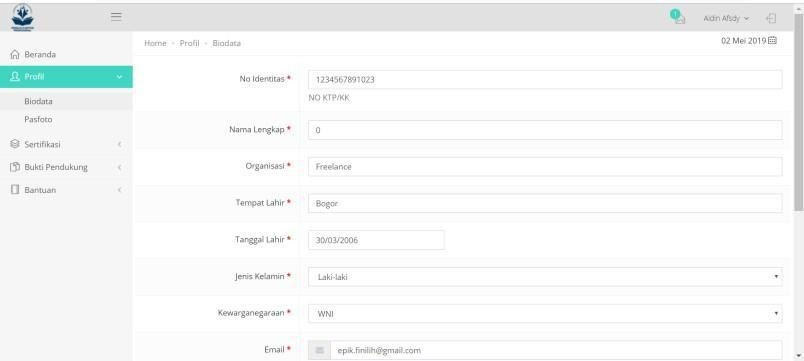 1
Aldin Afsdy
Home - Profil - Biodata
02 Mei 2019
Beranda
Profil
Biodata
Pasfoto
Sertifikasi
Bukti Pendukung
Bantuan
No Identitas * 1234567891023
NO KTP/KK
Nama Lengkap * 0
Organisasi * Freelance
Tempat Lahir * Bogor
Tanggal Lahir * 30/03/2006
Jenis Kelamin * Laki-laki
Kewarganegaraan * WNI
Email * epik.finilih@gmail.com